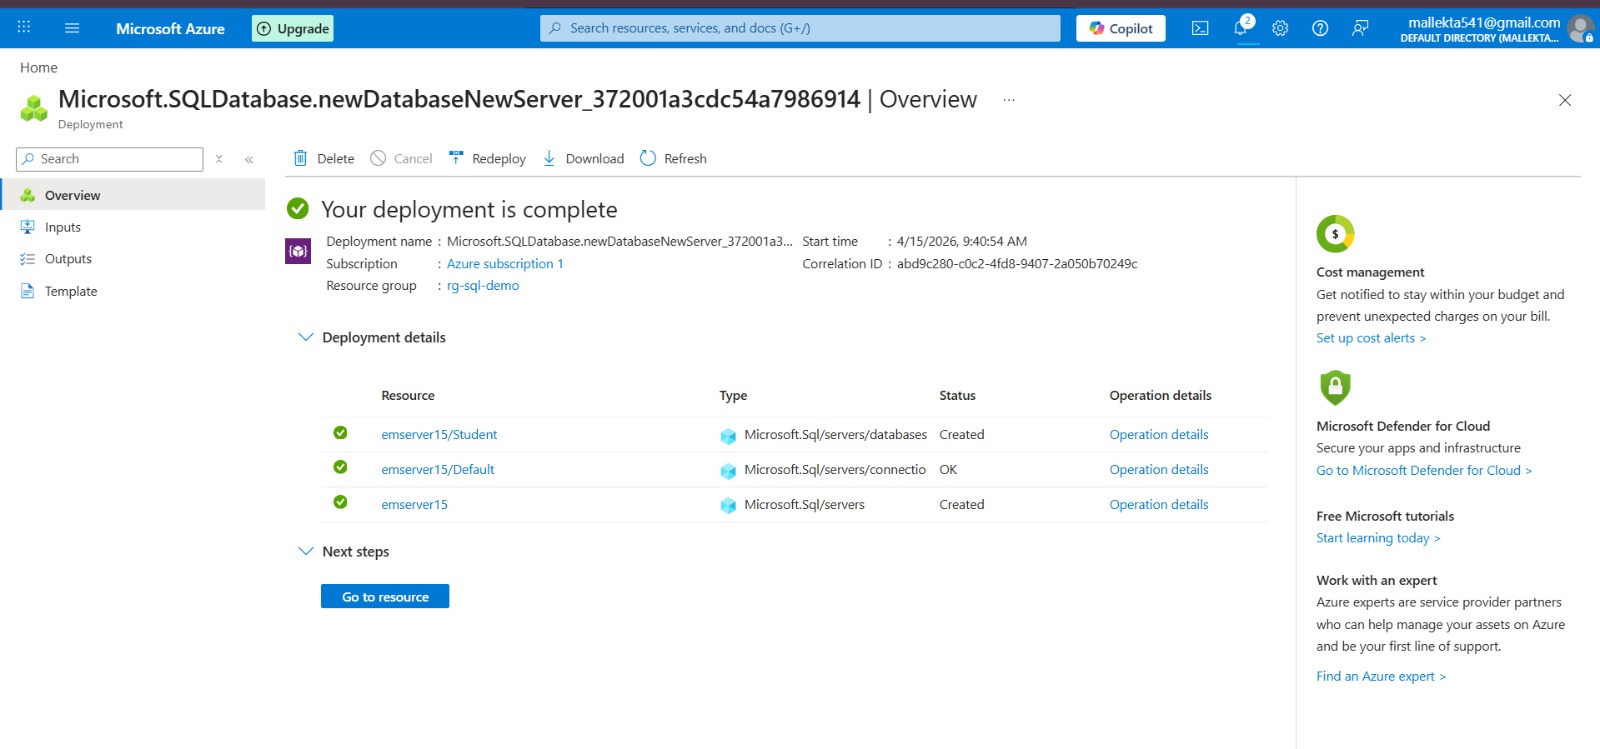 Microsoft Azure
Upgrade
Search resources, services, and docs (G+/)
Copilot
2
mallekta541@gmail.com
DEFAULT DIRECTORY (MALLEKTA...
Home
Microsoft.SQLDatabase.newDatabaseNewServer_372001a3cdc54a7986914 | Overview ...
Deployment
Search
Delete
Cancel
Redeploy
Download
Refresh
Overview
Inputs
Outputs
Template
Your deployment is complete
Deployment name : Microsoft.SQLDatabase.newDatabaseNewServer_372001a3...
Subscription : Azure subscription 1
Resource group : rg-sql-demo
Start time : 4/15/2026, 9:40:54 AM
Correlation ID : abd9c280-c0c2-4fd8-9407-2a050b70249c
Deployment details
Resource Type Status Operation details
emserver15/Student Microsoft.Sql/servers/databases Created Operation details
emserver15/Default Microsoft.Sql/servers/connectio OK Operation details
emserver15 Microsoft.Sql/servers Created Operation details
Next steps
Go to resource
$
Cost management
Get notified to stay within your budget and
prevent unexpected charges on your bill.
Set up cost alerts >
Microsoft Defender for Cloud
Secure your apps and infrastructure
Go to Microsoft Defender for Cloud >
Free Microsoft tutorials
Start learning today >
Work with an expert
Azure experts are service provider partners
who can help manage your assets on Azure
and be your first line of support.
Find an Azure expert >